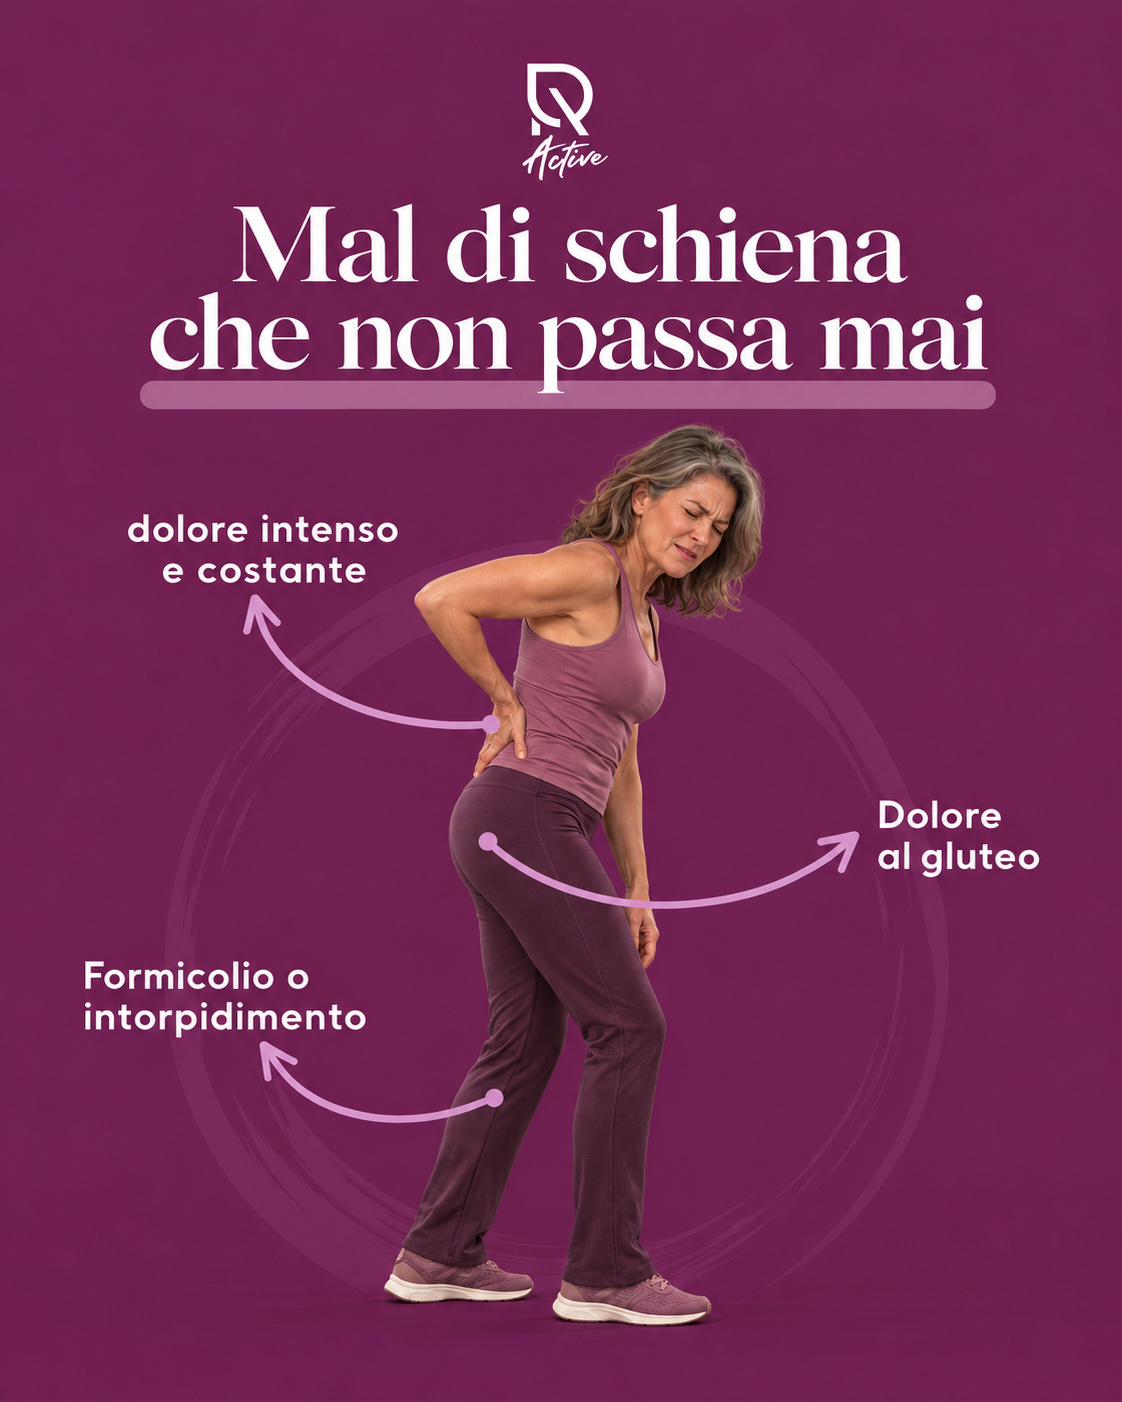 Active
Mal di schiena
che non passa mai
dolore intenso
e costante
Dolore
al gluteo
Formicolio o
intorpidimento